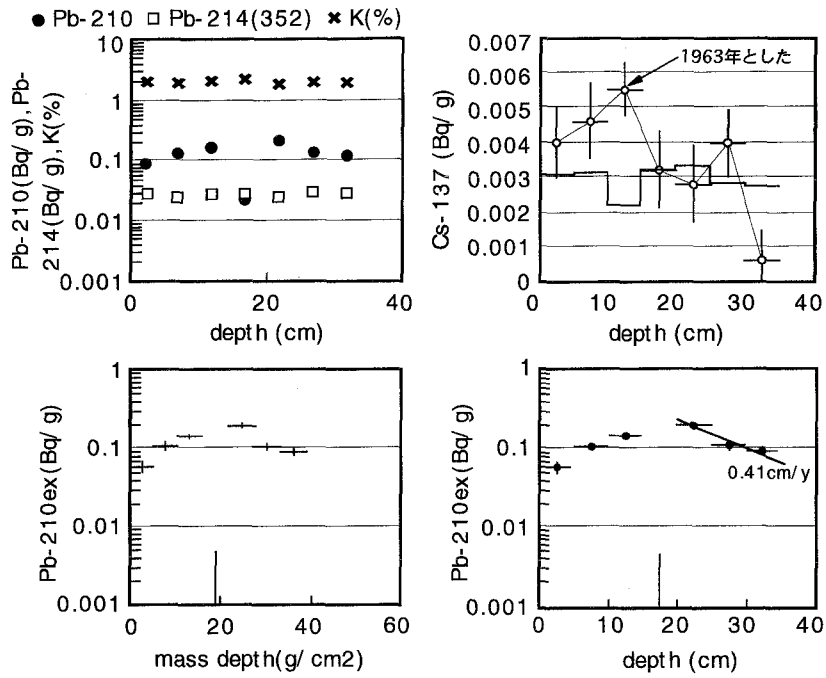 ● Pb-210 □ Pb-214(352) ✖ K(%)
Pb-210(Bq/g),Pb-
214(Bq/g),K(%)
10
1
0.1
0.01
0.001
0 20 40
depth (cm)
Cs-137 (Bq/g)
0.007
0.006
0.005
0.004
0.003
0.002
0.001
0
1963年とした
0 10 20 30 40
depth (cm)
Pb-210ex(Bq/g)
1
0.1
0.01
0.001
0 20 40 60
mass depth(g/cm2)
Pb-210ex(Bq/g)
1
0.1
0.01
0.001
0.41cm/y
0 10 20 30 40
depth (cm)